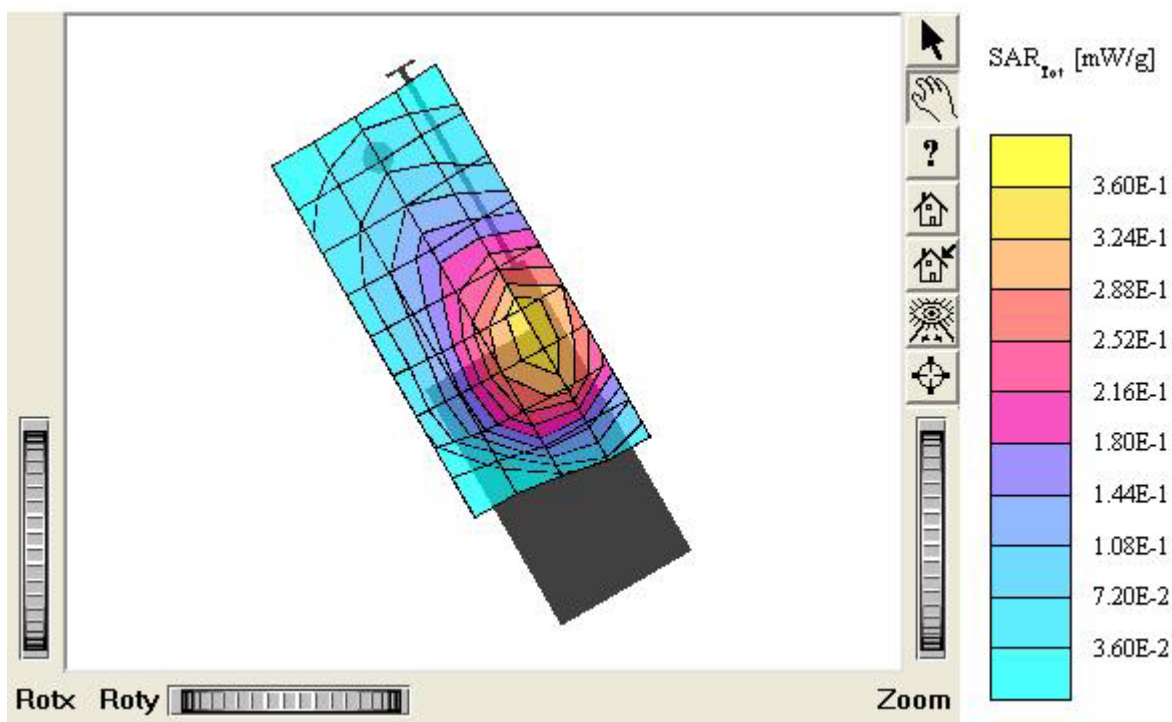 SAR_Tot [mW/g]
?
3.60E-1
3.24E-1
2.88E-1
2.52E-1
2.16E-1
1.80E-1
1.44E-1
1.08E-1
7.20E-2
3.60E-2
Rotx Roty Zoom